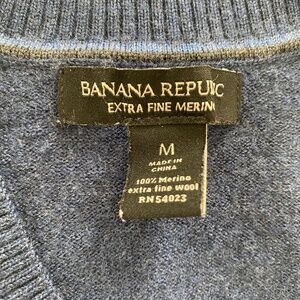 BANANA REPUBLIC
EXTRA FINE MERINO
M
MADE IN
CHINA
100% Merino
extra fine wool
RN54023